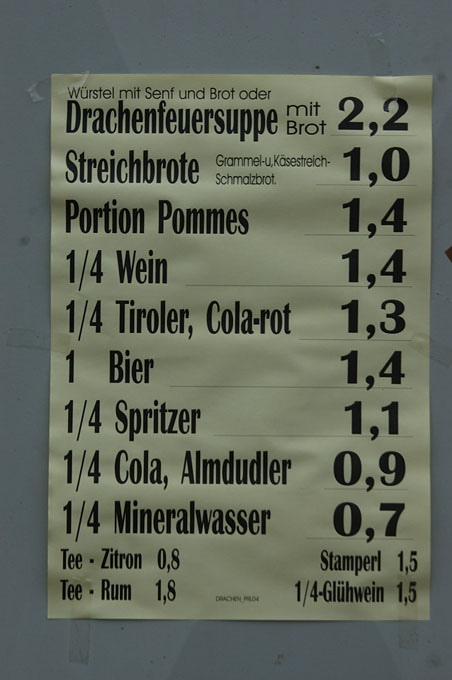 Würstel mit Senf und Brot oder
Drachenfeuersuppe mit Brot 2,2
Streichbrote Grammel-u,Käsestreich- Schmalzbrot. 1,0
Portion Pommes 1,4
1/4 Wein 1,4
1/4 Tiroler, Cola-rot 1,3
1 Bier 1,4
1/4 Spritzer 1,1
1/4 Cola, Almdudler 0,9
1/4 Mineralwasser 0,7
Tee - Zitron 0,8 Stamperl 1,5
Tee - Rum 1,8 DRACHEN_PRL04 1/4-Glühwein 1,5